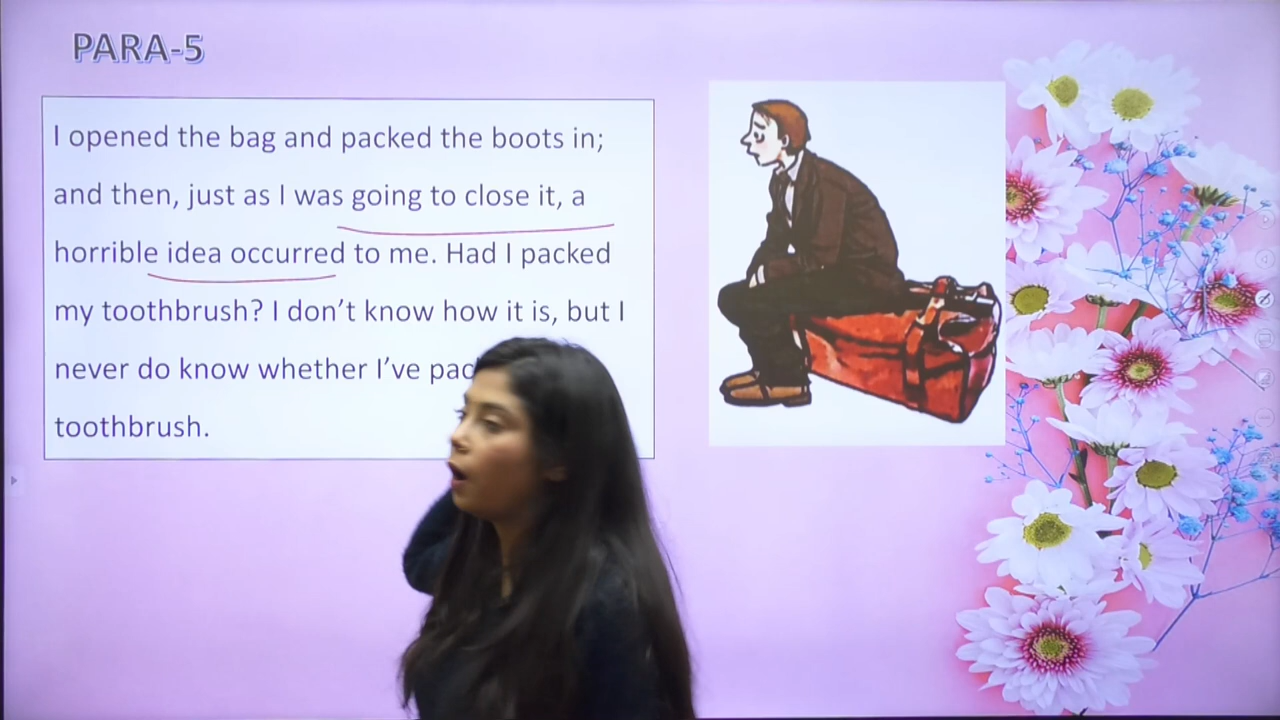 PARA-5
I opened the bag and packed the boots in;
and then, just as I was going to close it, a
horrible idea occurred to me. Had I packed
my toothbrush? I don't know how it is, but I
never do know whether I've
toothbrush.